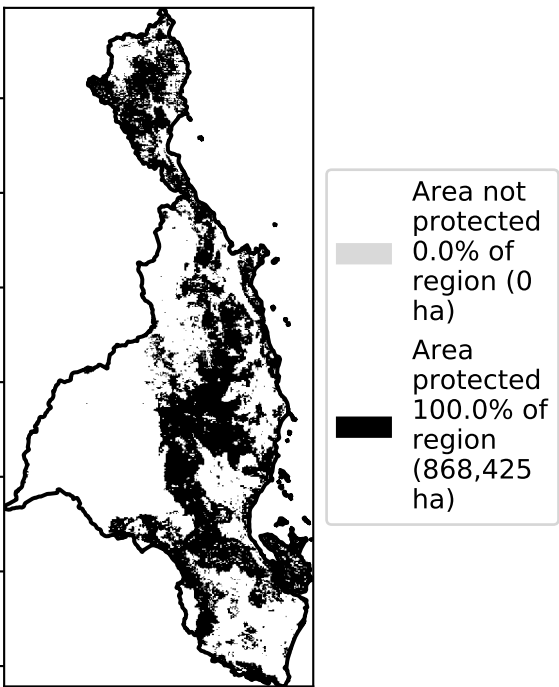 Area not
protected
0.0% of
region (0
ha)
Area
protected
100.0% of
region
(868,425
ha)